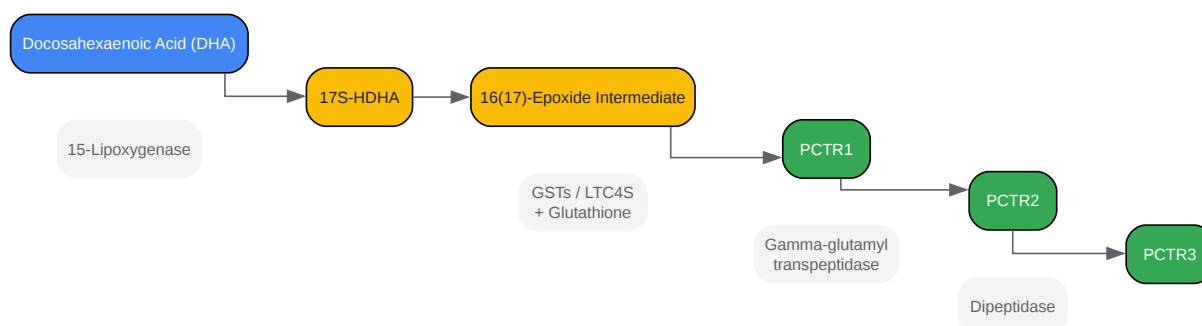 Docosahexaenoic Acid (DHA)
17S-HDHA
16(17)-Epoxide Intermediate
15-Lipoxygenase
PCTR1
GSTs / LTC4S
+ Glutathione
PCTR2
Gamma-glutamyl
transpeptidase
PCTR3
Dipeptidase